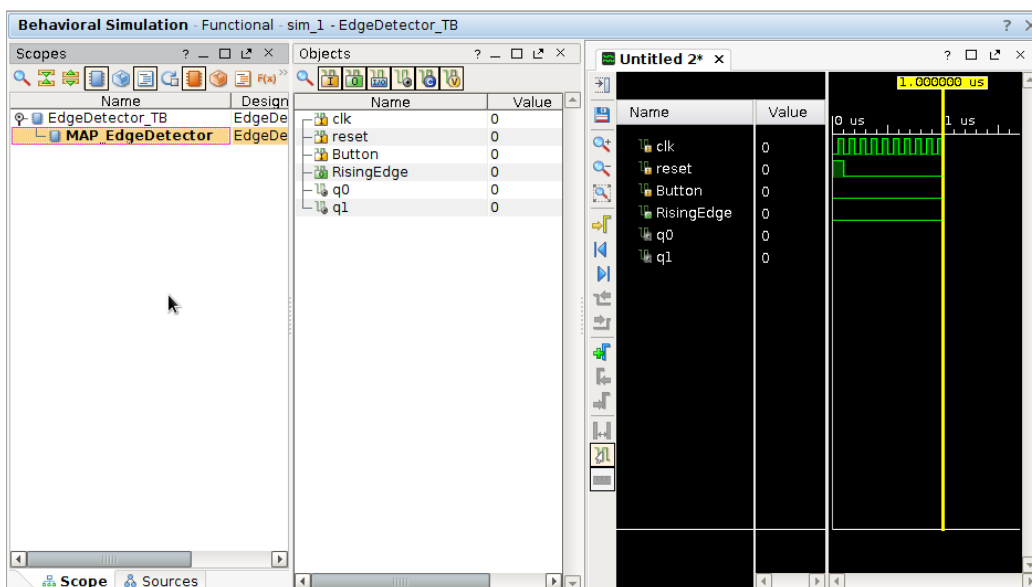 Behavioral Simulation - Functional - sim_1 - EdgeDetector_TB
Scopes
Objects
Untitled 2*
F(x)
Name
Design
EdgeDetector_TB
EdgeDe
MAP_EdgeDetector
EdgeDe
Name
Value
clk
0
reset
0
Button
0
RisingEdge
0
q0
0
q1
0
Name
Value
clk
0
reset
0
Button
0
RisingEdge
0
q0
0
q1
0
1.000000 us
0 us
1 us
Scope
Sources